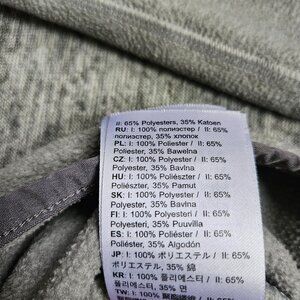 II: 65% Polyesters, 35% Katoen
RU: I: 100% полиэстер / II: 65%
полиэстер, 35% хлопок
PL: I: 100% Poliester / II: 65%
Poliester, 35% Bawełna
CZ: I: 100% Polyester / II: 65%
Polyester, 35% Bavlna
HU: I: 100% Poliészter / II: 65%
Poliészter, 35% Pamut
SK: I: 100% Polyester / II: 65%
Polyester, 35% Bavlna
FI: I: 100% Polyesteri / II: 65%
Polyesteri, 35% Puuvilla
ES: I: 100% Poliéster / II: 65%
Poliéster, 35% Algodón
JP: I: 100% ポリエステル / II: 65%
ポリエステル, 35% 綿
KR: I: 100% 폴리에스터 / II: 65%
폴리에스터, 35% 면
TW: I: 100% / II: 65%